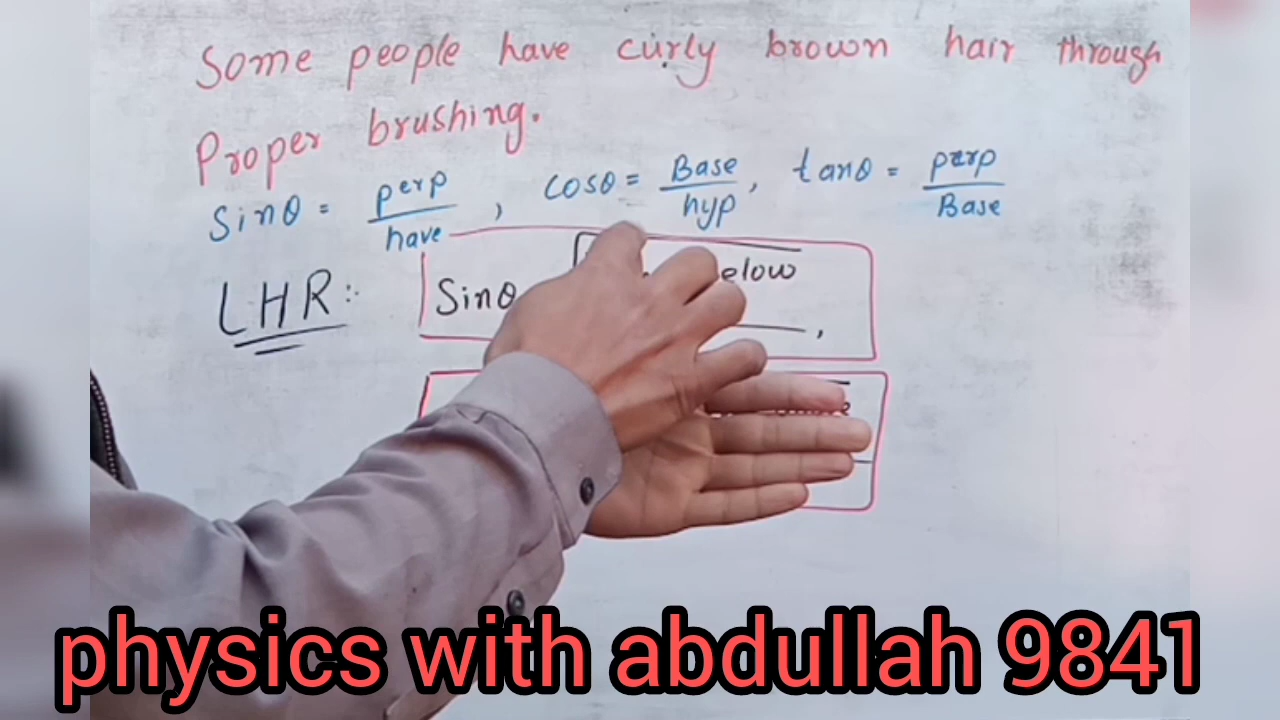 Some people have curly brown hair through
Proper brushing.
Sinθ = perp/have , cosθ = Base/hyp , tanθ = perp/Base
LHR:
Sinθ
,
physics with abdullah 9841